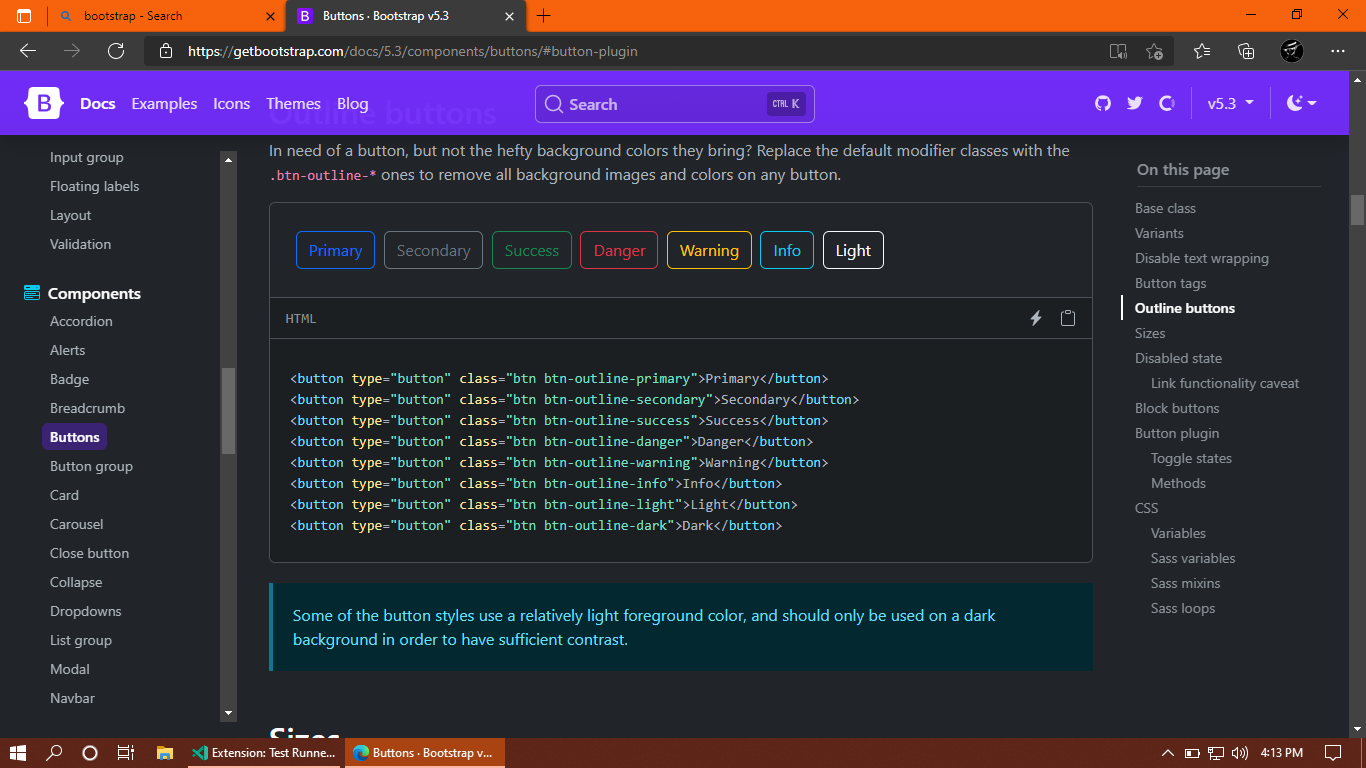 bootstrap - Search
Buttons · Bootstrap v5.3
https://getbootstrap.com/docs/5.3/components/buttons/#button-plugin
B Docs Examples Icons Themes Blog
Search CTRL K
v5.3
Input group
Floating labels
Layout
Validation
Components
Accordion
Alerts
Badge
Breadcrumb
Buttons
Button group
Card
Carousel
Close button
Collapse
Dropdowns
List group
Modal
Navbar
Outline buttons
In need of a button, but not the hefty background colors they bring? Replace the default modifier classes with the
.btn-outline-* ones to remove all background images and colors on any button.
Primary Secondary Success Danger Warning Info Light
HTML
<button type="button" class="btn btn-outline-primary">Primary</button>
<button type="button" class="btn btn-outline-secondary">Secondary</button>
<button type="button" class="btn btn-outline-success">Success</button>
<button type="button" class="btn btn-outline-danger">Danger</button>
<button type="button" class="btn btn-outline-warning">Warning</button>
<button type="button" class="btn btn-outline-info">Info</button>
<button type="button" class="btn btn-outline-light">Light</button>
<button type="button" class="btn btn-outline-dark">Dark</button>
Some of the button styles use a relatively light foreground color, and should only be used on a dark
background in order to have sufficient contrast.
Sizes
On this page
Base class
Variants
Disable text wrapping
Button tags
Outline buttons
Sizes
Disabled state
Link functionality caveat
Block buttons
Button plugin
Toggle states
Methods
CSS
Variables
Sass variables
Sass mixins
Sass loops
Extension: Test Runne...
Buttons · Bootstrap v...
4:13 PM